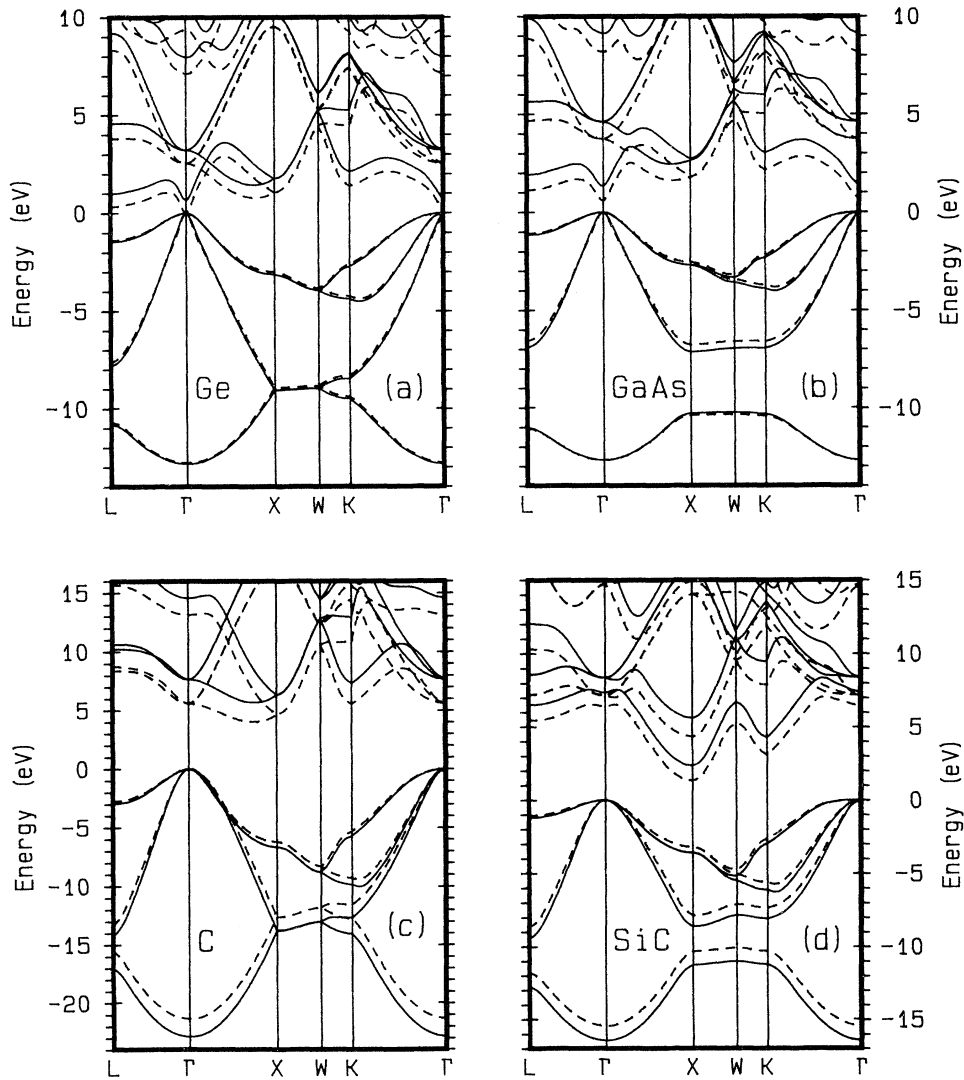 10
5
0
-5
-10
Energy (eV)
Ge
(a)
L Γ X W K Γ
10
5
0
-5
-10
Energy (eV)
GaAs
(b)
L Γ X W K Γ
15
10
5
0
-5
-10
-15
-20
Energy (eV)
C
(c)
L Γ X W K Γ
15
10
5
0
-5
-10
-15
Energy (eV)
SiC
(d)
L Γ X W K Γ